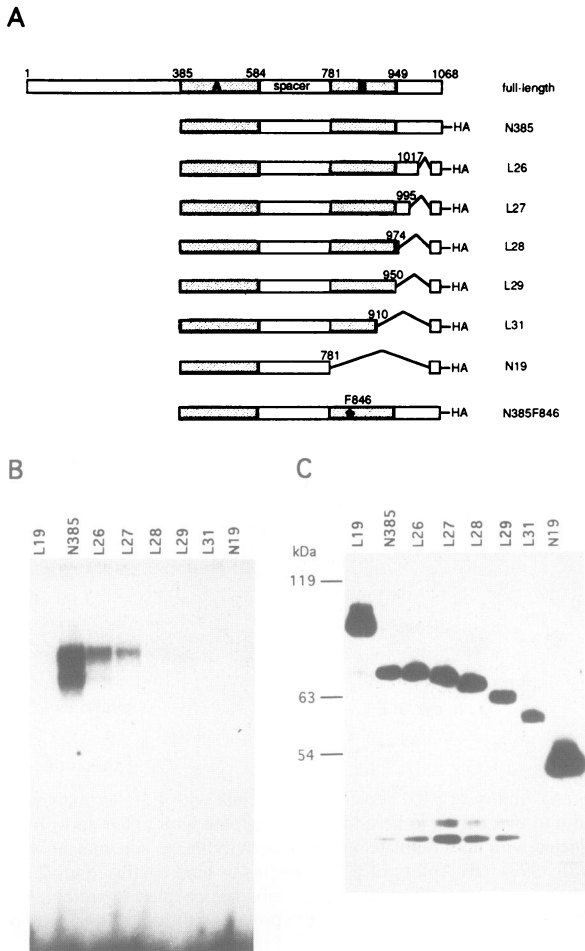 A
1 385 584 781 949 1068
A spacer B full-length
HA N385
1017 HA L26
995 HA L27
974 HA L28
950 HA L29
910 HA L31
781 HA N19
F846 HA N385F846
B
L19 N385 L26 L27 L28 L29 L31 N19
C
L19 N385 L26 L27 L28 L29 L31 N19
kDa
119
63
54